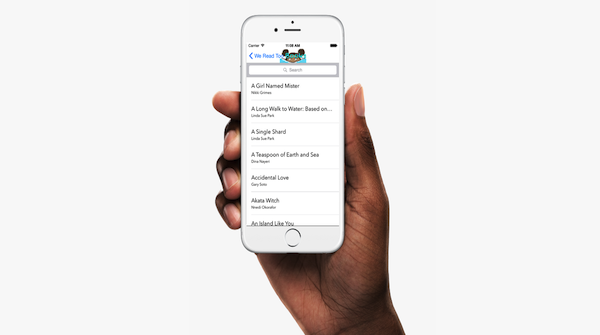 Carrier 11:08 AM
We Read To
Search
A Girl Named Mister
Nikki Grimes
A Long Walk to Water: Based on...
Linda Sue Park
A Single Shard
Linda Sue Park
A Teaspoon of Earth and Sea
Dina Nayeri
Accidental Love
Gary Soto
Akata Witch
Nnedi Okorafor
An Island Like You